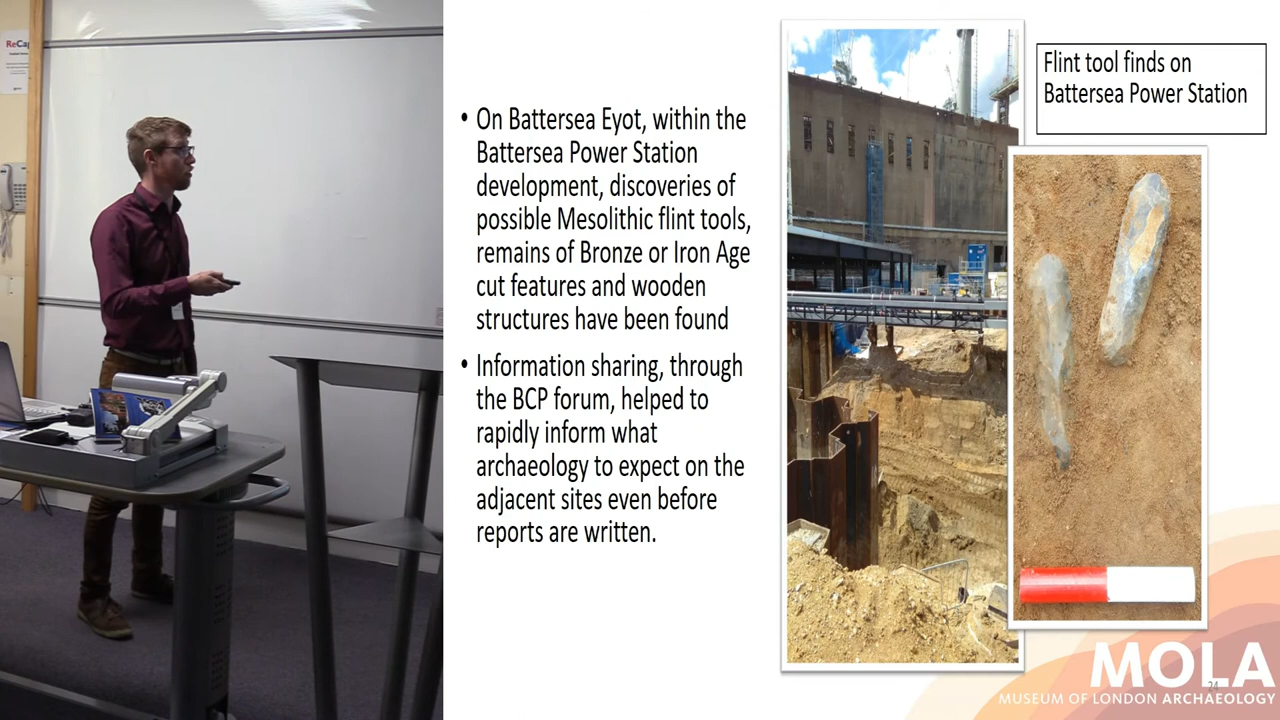 ReCap
• On Battersea Eyot, within the
Battersea Power Station
development, discoveries of
possible Mesolithic flint tools,
remains of Bronze or Iron Age
cut features and wooden
structures have been found
• Information sharing, through
the BCP forum, helped to
rapidly inform what
archaeology to expect on the
adjacent sites even before
reports are written.
Flint tool finds on
Battersea Power Station
MOLA
24
MUSEUM OF LONDON ARCHAEOLOGY